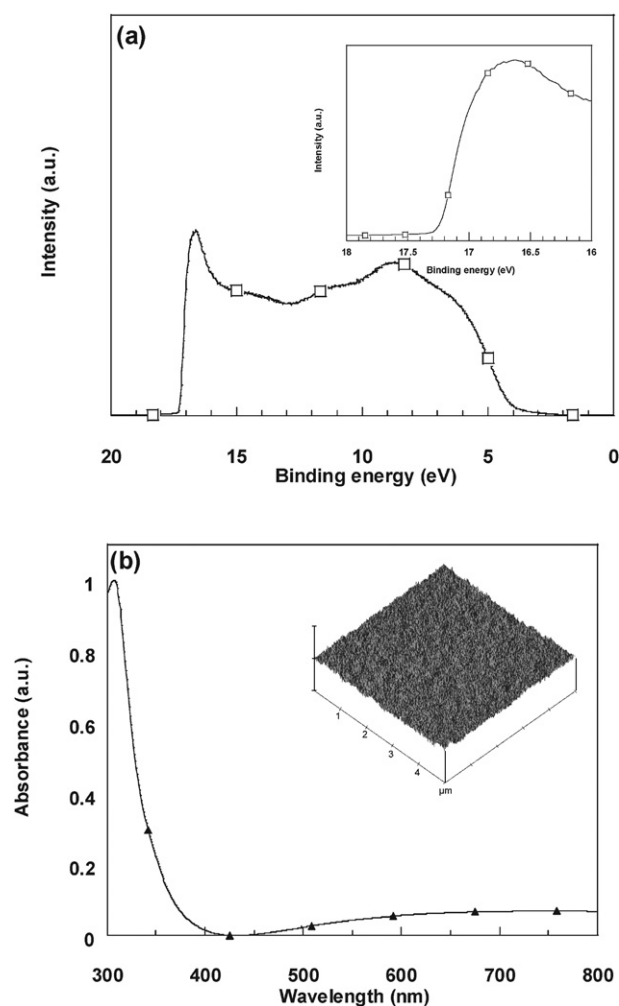 (a)
Intensity (a.u.)
Intensity (a.u.)
18 17.5 17 16.5 16
Binding energy (eV)
20 15 10 5 0
Binding energy (eV)
(b)
Absorbance (a.u.)
1
0.8
0.6
0.4
0.2
0
1
2
3
4
µm
300 400 500 600 700 800
Wavelength (nm)